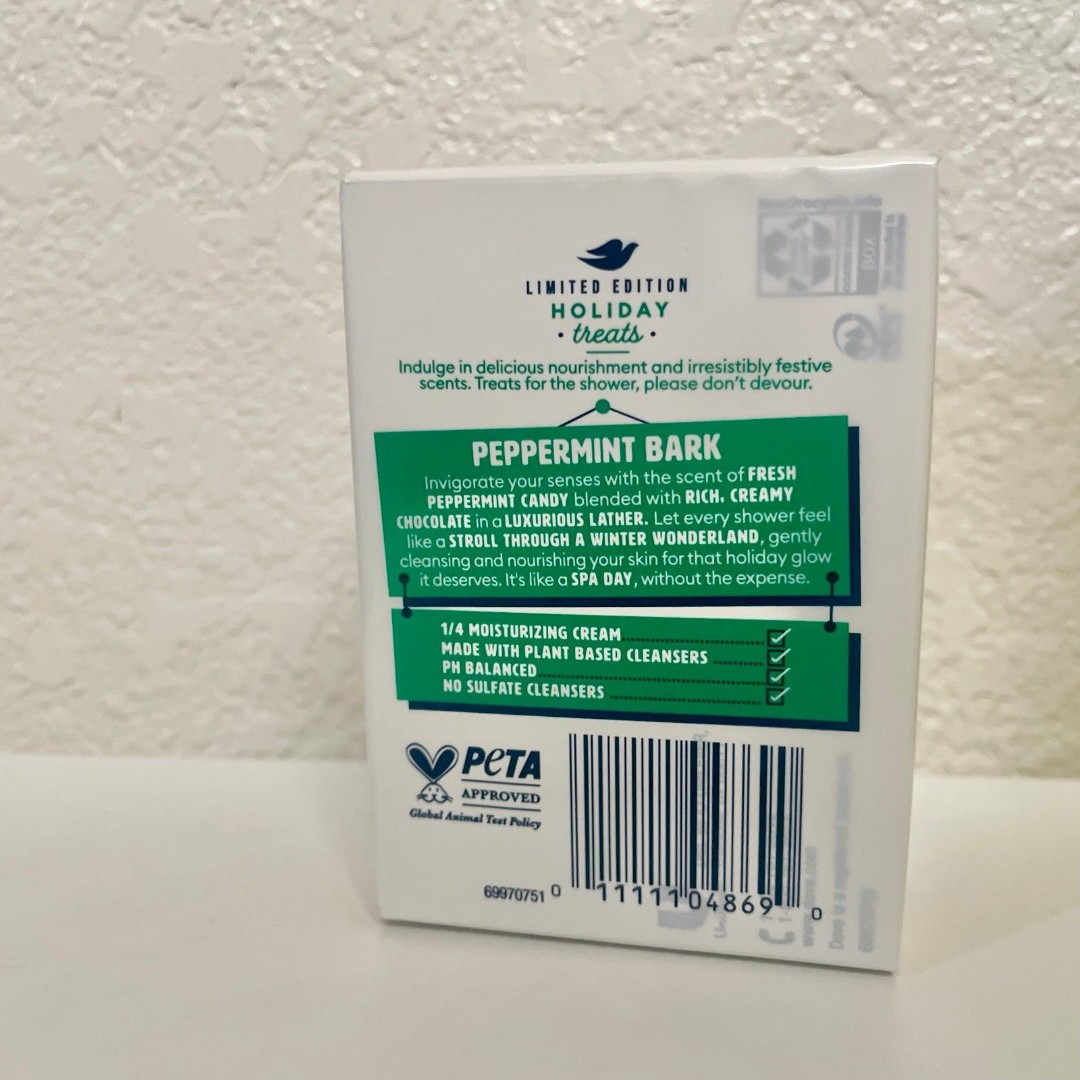 LIMITED EDITION
HOLIDAY
• treats •
Indulge in delicious nourishment and irresistibly festive
scents. Treats for the shower, please don't devour.
PEPPERMINT BARK
Invigorate your senses with the scent of FRESH
PEPPERMINT CANDY blended with RICH, CREAMY
CHOCOLATE in a LUXURIOUS LATHER. Let every shower feel
like a STROLL THROUGH A WINTER WONDERLAND, gently
cleansing and nourishing your skin for that holiday glow
it deserves. It's like a SPA DAY, without the expense.
1/4 MOISTURIZING CREAM
MADE WITH PLANT BASED CLEANSERS
PH BALANCED
NO SULFATE CLEANSERS
PETA
APPROVED
Global Animal Test Policy
69970751
0 11111 04869 0
BOX